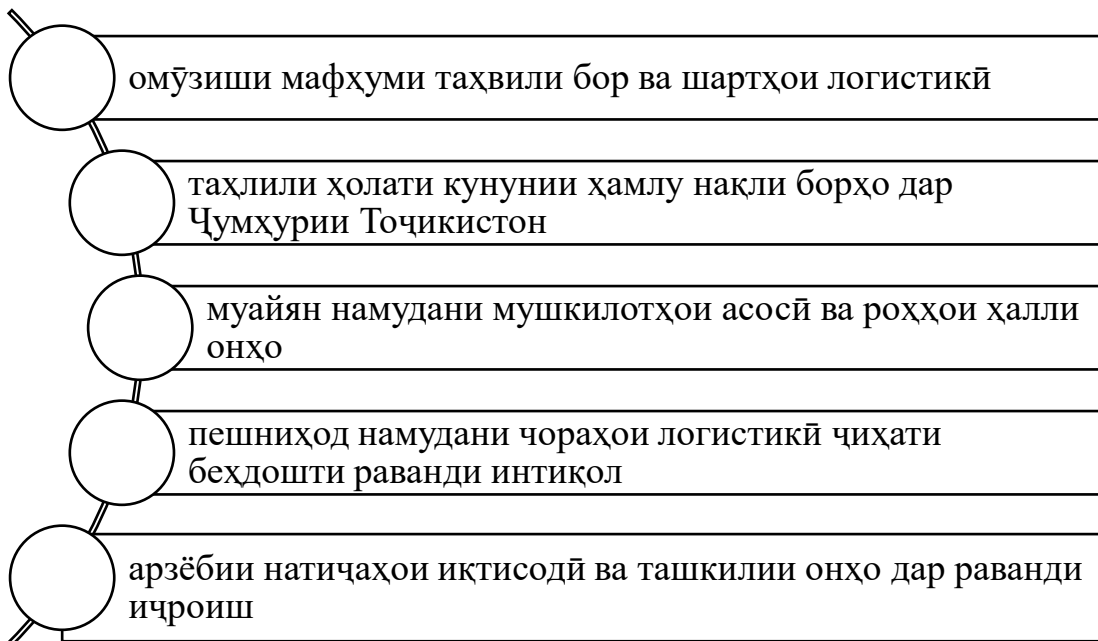 омӯзиши мафҳуми таҳвили бор ва шартҳои логистикӣ
таҳлили ҳолати кунунии ҳамлу нақли борҳо дар
Ҷумҳурии Тоҷикистон
муайян намудани мушкилотҳои асосӣ ва роҳҳои ҳалли
онҳо
пешниҳод намудани чораҳои логистикӣ ҷиҳати
беҳдошти раванди интиқол
арзёбии натиҷаҳои иқтисодӣ ва ташкилии онҳо дар раванди
иҷроиш